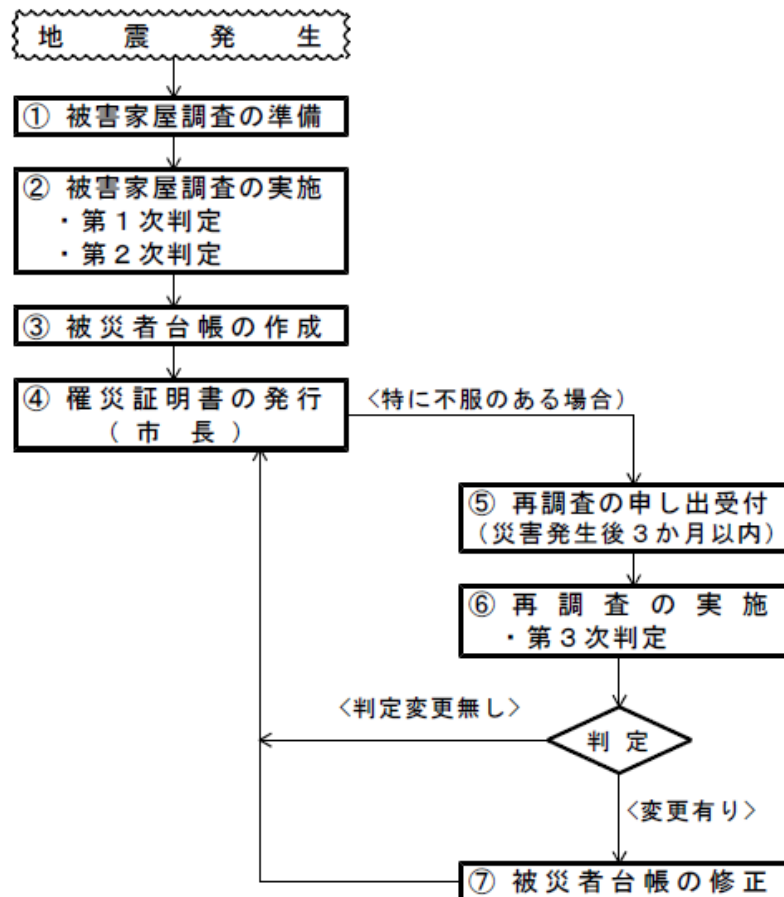 地震発生
① 被害家屋調査の準備
② 被害家屋調査の実施
・第１次判定
・第２次判定
③ 被災者台帳の作成
④ 罹災証明書の発行
（市長）
<特に不服のある場合）
⑤ 再調査の申し出受付
（災害発生後３か月以内）
⑥ 再調査の実施
・第３次判定
<判定変更無し>
判定
<変更有り>
⑦ 被災者台帳の修正